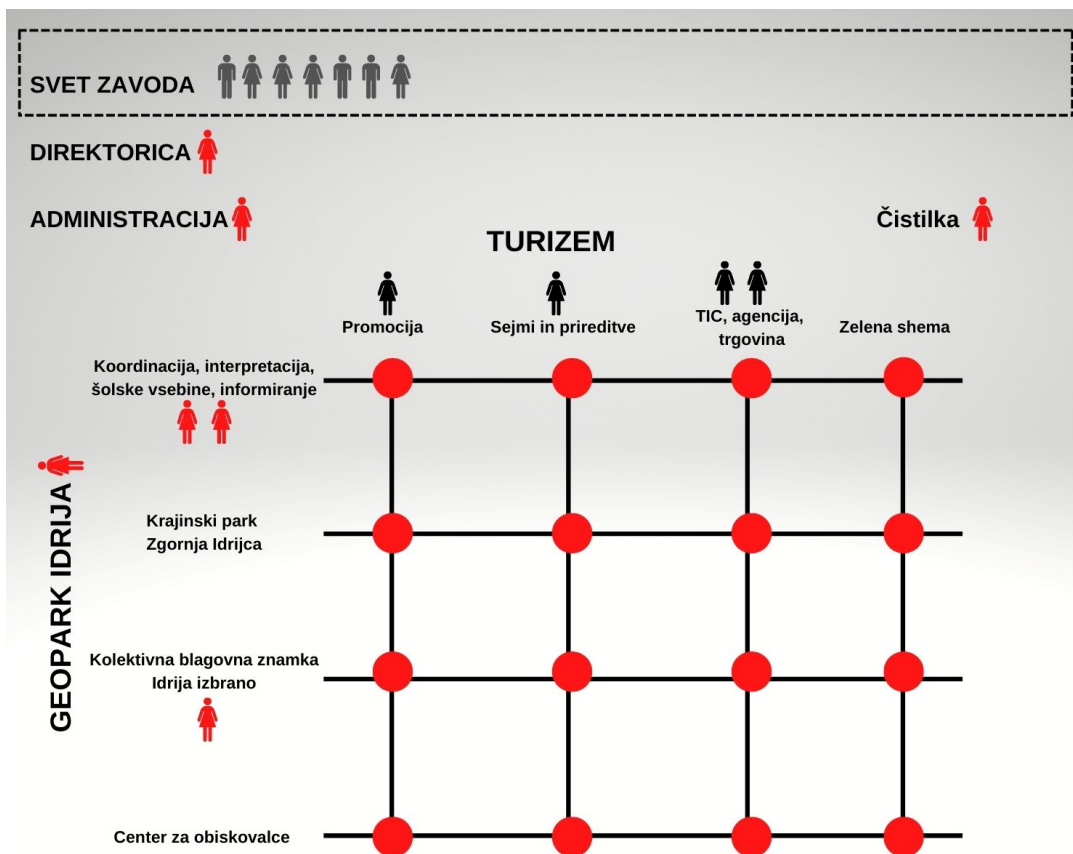 SVET ZAVODA
DIREKTORICA
ADMINISTRACIJA
Čistilka
TURIZEM
Promocija
Sejmi in prireditve
TIC, agencija,
trgovina
Zelena shema
Koordinacija, interpretacija,
šolske vsebine, informiranje
GEOPARK IDRIJA
Krajinski park
Zgornja Idrijca
Kolektivna blagovna znamka
Idrija izbrano
Center za obiskovalce